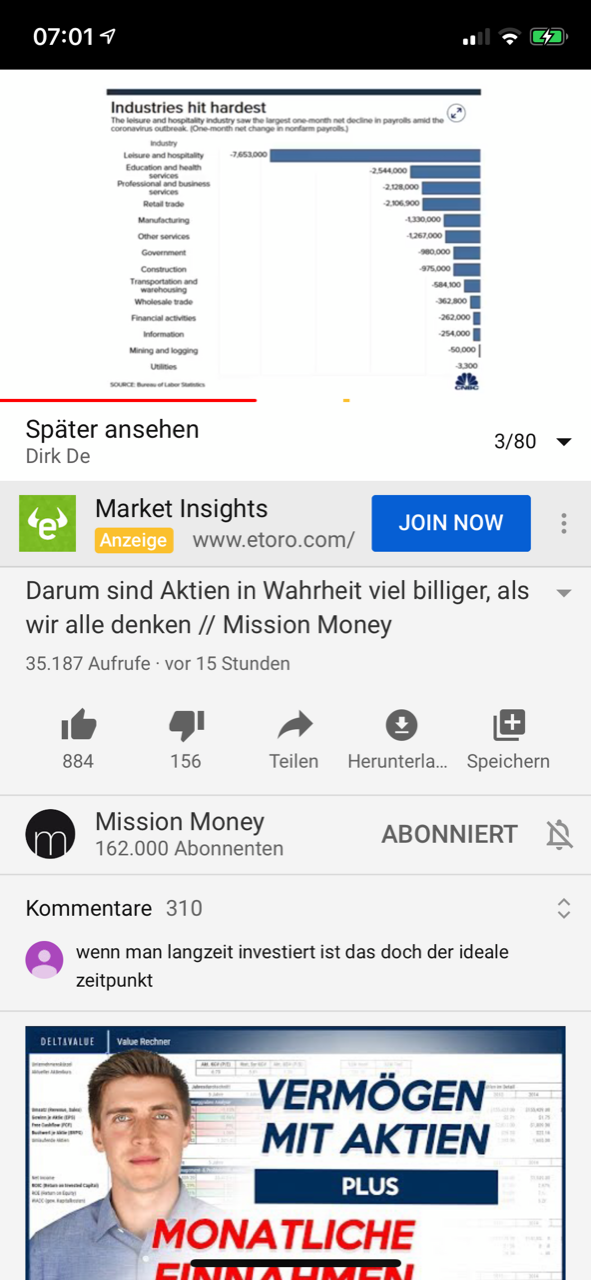 07:01
Industries hit hardest
The leisure and hospitality industry saw the largest one-month net decline in payrolls amid the
coronavirus outbreak. (One-month net change in nonfarm payrolls.)
Industry
Leisure and hospitality -7,653,000
Education and health
services -2,544,000
Professional and business
services -2,128,000
Retail trade -2,106,900
Manufacturing -1,330,000
Other services -1,267,000
Government -980,000
Construction -975,000
Transportation and
warehousing -584,100
Wholesale trade -362,800
Financial activities -262,000
Information -254,000
Mining and logging -50,000
Utilities -3,300
SOURCE: Bureau of Labor Statistics
CNBC
Später ansehen
Dirk De
3/80
Market Insights
Anzeige www.etoro.com/
JOIN NOW
Darum sind Aktien in Wahrheit viel billiger, als
wir alle denken // Mission Money
35.187 Aufrufe · vor 15 Stunden
884 156 Teilen Herunterla... Speichern
Mission Money
162.000 Abonnenten
ABONNIERT
Kommentare 310
wenn man langzeit investiert ist das doch der ideale
zeitpunkt
DELTAVALUE Value Rechner
VERMÖGEN
MIT AKTIEN
PLUS
MONATLICHE
EINNAHMEN